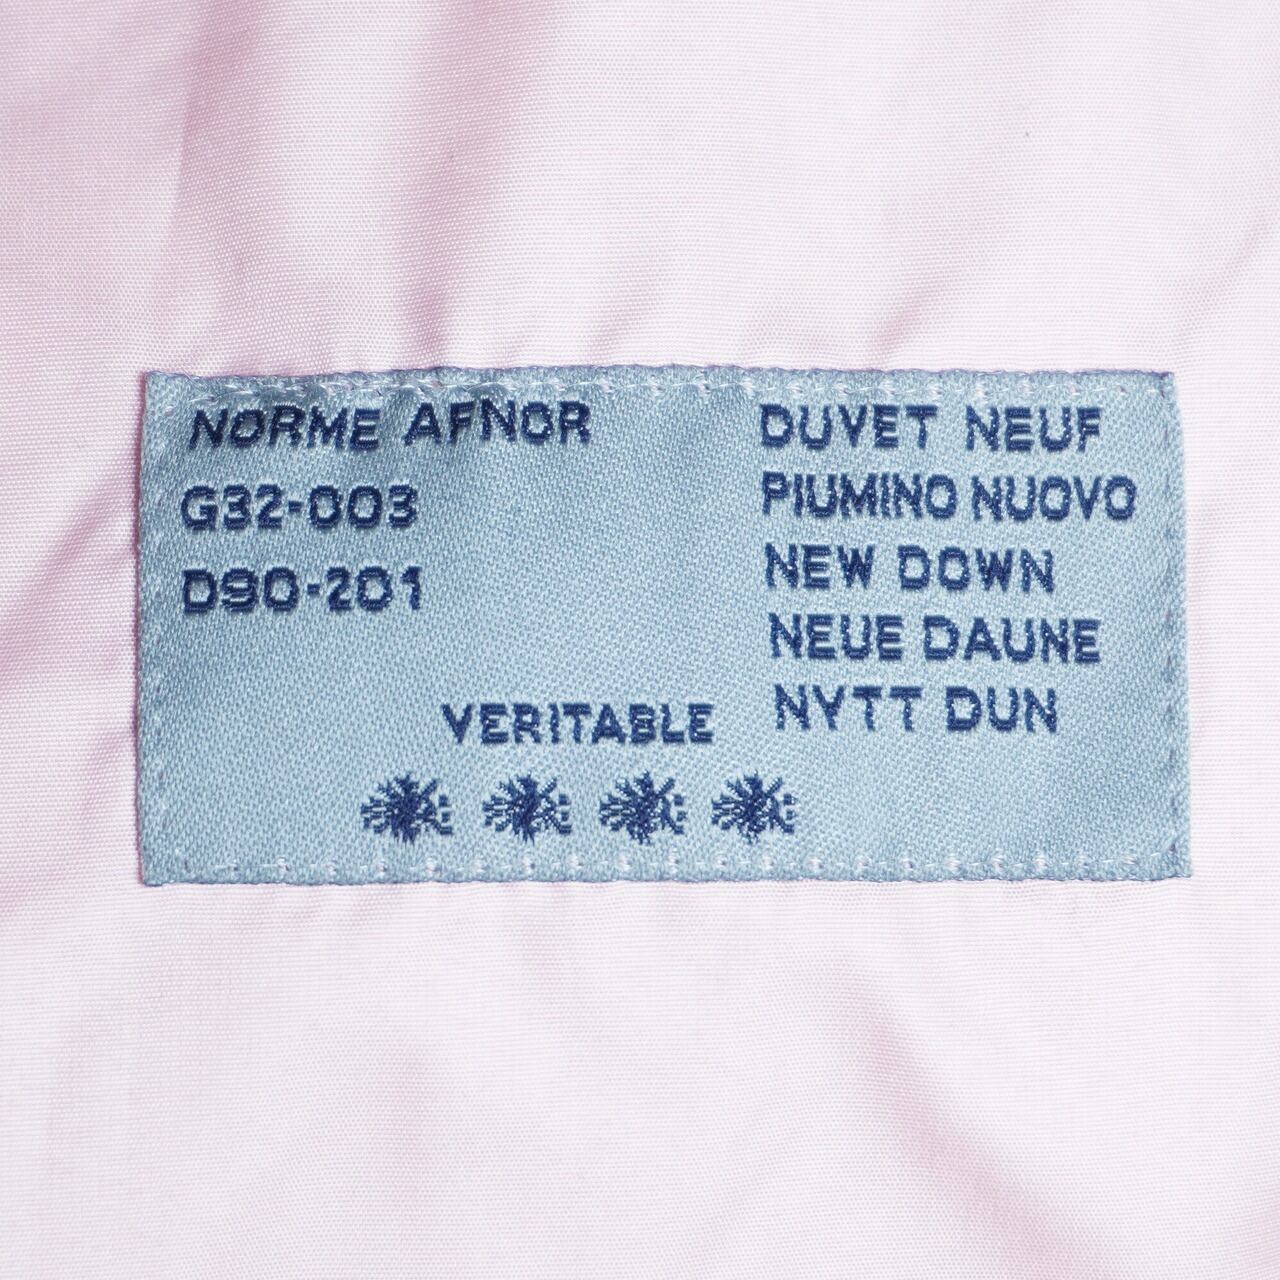 NORME AFNOR
G32-003
D90-201
VERITABLE
DUVET NEUF
PIUMINO NUOVO
NEW DOWN
NEUE DAUNE
NYTT DUN